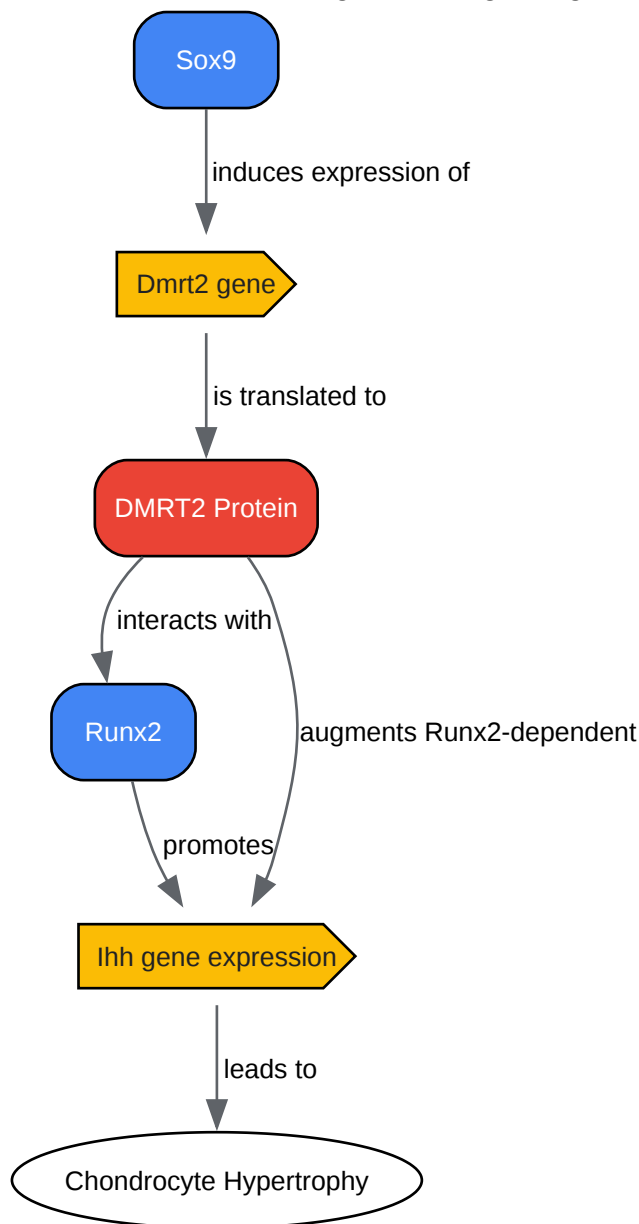 Sox9
induces expression of
Dmrt2 gene
is translated to
DMRT2 Protein
interacts with
Runx2
augments Runx2-dependent
promotes
Ihh gene expression
leads to
Chondrocyte Hypertrophy